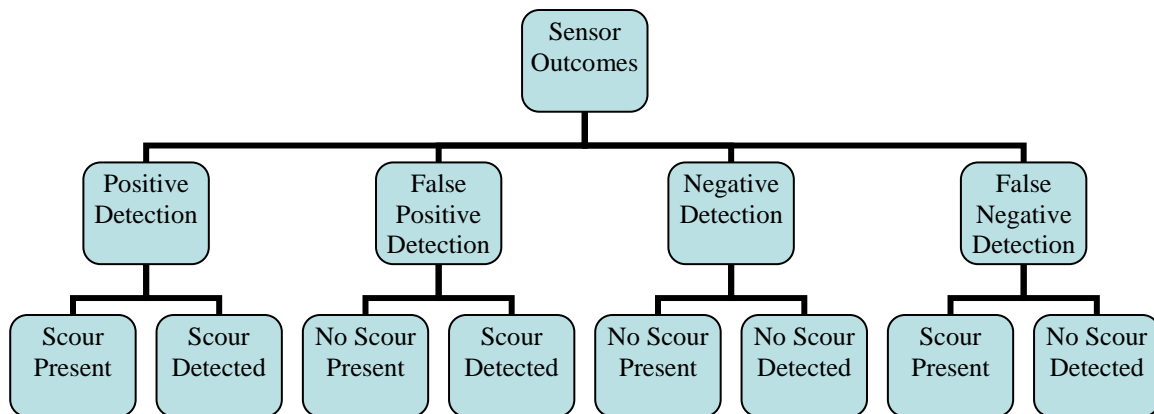 Sensor
Outcomes
Positive
Detection
False
Positive
Detection
Negative
Detection
False
Negative
Detection
Scour
Present
Scour
Detected
No Scour
Present
Scour
Detected
No Scour
Present
No Scour
Detected
Scour
Present
No Scour
Detected